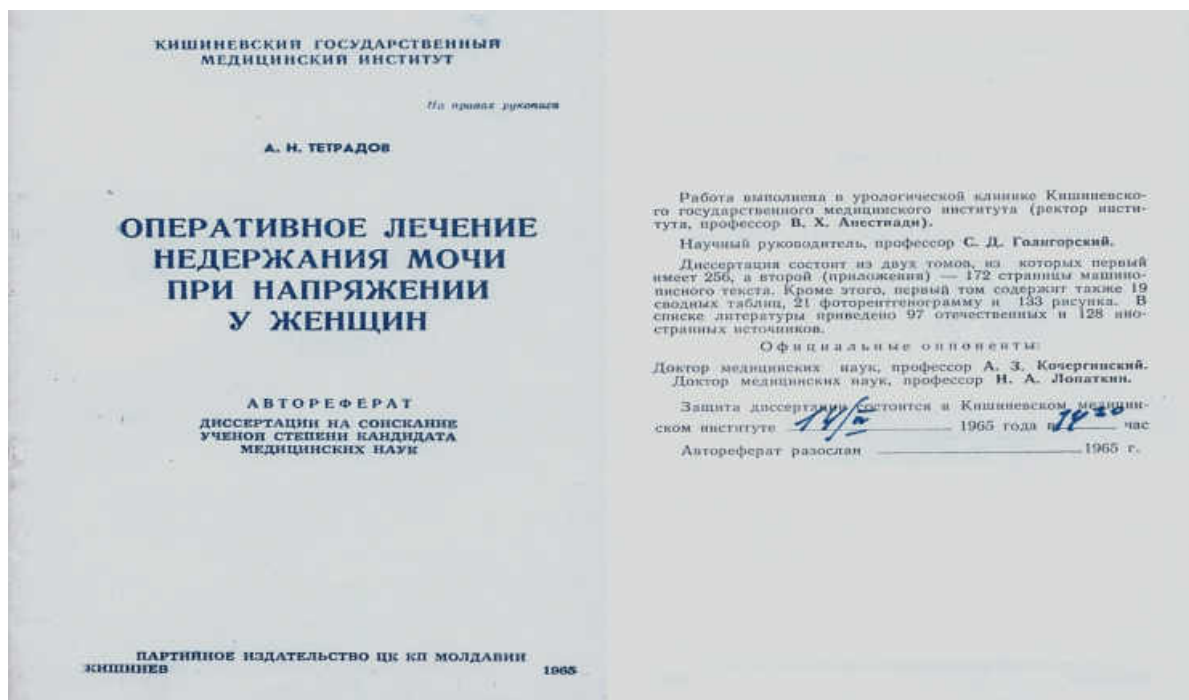 КИШИНЕВСКИЙ ГОСУДАРСТВЕННЫЙ
МЕДИЦИНСКИЙ ИНСТИТУТ
На правах рукописи
А. Н. ТЕТРАДОВ
ОПЕРАТИВНОЕ ЛЕЧЕНИЕ
НЕДЕРЖАНИЯ МОЧИ
ПРИ НАПРЯЖЕНИИ
У ЖЕНЩИН
АВТОРЕФЕРАТ
ДИССЕРТАЦИИ НА СОИСКАНИЕ
УЧЕНОЙ СТЕПЕНИ КАНДИДАТА
МЕДИЦИНСКИХ НАУК
ПАРТИЙНОЕ ИЗДАТЕЛЬСТВО ЦК КП МОЛДАВИИ
КИШИНЕВ 1965
Работа выполнена в урологической клинике Кишиневско-
го государственного медицинского института (ректор инсти-
тута, профессор В. Х. Анестиади).
Научный руководитель, профессор С. Д. Голигорский.
Диссертация состоит из двух томов, из которых первый
имеет 256, а второй (приложения) — 172 страницы машино-
писного текста. Кроме этого, первый том содержит также 19
сводных таблиц, 21 фоторентгенограмму и 133 рисунка. В
списке литературы приведено 97 отечественных и 128 ино-
странных источников.
Официальные оппоненты:
Доктор медицинских наук, профессор А. З. Кочергинский.
Доктор медицинских наук, профессор Н. А. Лопаткин.
Защита диссертации состоится в Кишиневском медицин-
ском институте 1965 года в час
Автореферат разослан 1965 г.